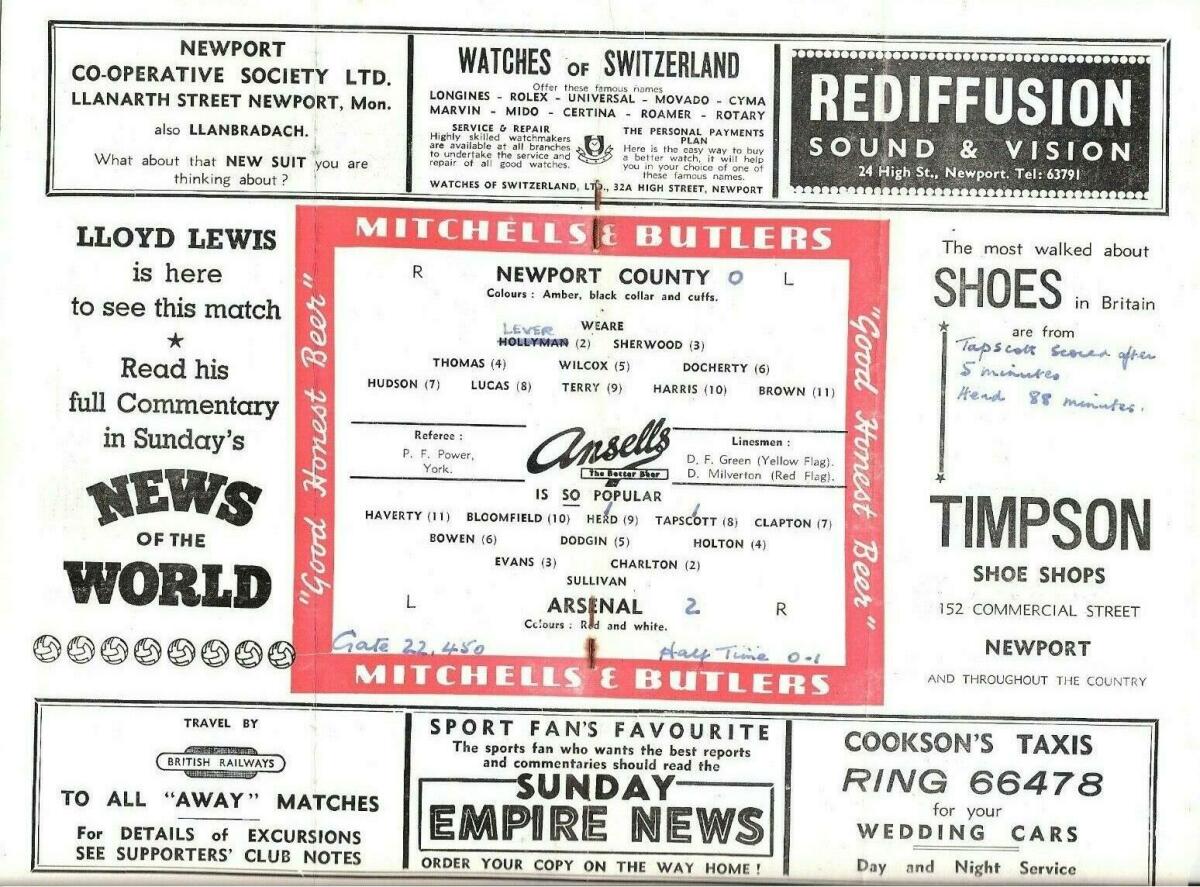 NEWPORT
CO-OPERATIVE SOCIETY LTD.
LLANARTH STREET NEWPORT, Mon.
also LLANBRADACH.
What about that NEW SUIT you are
thinking about ?
WATCHES OF SWITZERLAND
Offer these famous names
LONGINES - ROLEX - UNIVERSAL - MOVADO - CYMA
MARVIN - MIDO - CERTINA - ROAMER - ROTARY
SERVICE & REPAIR
Highly skilled watchmakers
are available at all branches
to undertake the service and
repair of all good watches.
THE PERSONAL PAYMENTS
PLAN
Here is the easy way to buy
a better watch, it will help
you in your choice of one of
these famous names.
WATCHES OF SWITZERLAND, LTD., 32A HIGH STREET, NEWPORT
REDIFFUSION
SOUND & VISION
24 High St., Newport. Tel: 63791
LLOYD LEWIS
is here
to see this match
Read his
full Commentary
in Sunday's
NEWS
OF THE
WORLD
MITCHELLS & BUTLERS
"Good Honest Beer"
R NEWPORT COUNTY 0 L
Colours : Amber, black collar and cuffs.
WEARE
LEVER
HOLLYMAN (2) SHERWOOD (3)
THOMAS (4) WILCOX (5) DOCHERTY (6)
HUDSON (7) LUCAS (8) TERRY (9) HARRIS (10) BROWN (11)
Referee :
P. F. Power,
York.
Ansells
The Better Beer
Linesmen :
D. F. Green (Yellow Flag).
D. Milverton (Red Flag).
IS SO POPULAR
HAVERTY (11) BLOOMFIELD (10) HERD (9) TAPSCOTT (8) CLAPTON (7)
BOWEN (6) DODGIN (5) HOLTON (4)
EVANS (3) CHARLTON (2)
SULLIVAN
L ARSENAL 2 R
Colours : Red and white.
Gate 22,450 Half Time 0-1
"Good Honest Beer"
MITCHELLS & BUTLERS
The most walked about
SHOES in Britain
are from
Tapscott scored after
5 minutes
Herd 88 minutes.
TIMPSON
SHOE SHOPS
152 COMMERCIAL STREET
NEWPORT
AND THROUGHOUT THE COUNTRY
TRAVEL BY
BRITISH RAILWAYS
TO ALL "AWAY" MATCHES
For DETAILS of EXCURSIONS
SEE SUPPORTERS' CLUB NOTES
SPORT FAN'S FAVOURITE
The sports fan who wants the best reports
and commentaries should read the
SUNDAY
EMPIRE NEWS
ORDER YOUR COPY ON THE WAY HOME !
COOKSON'S TAXIS
RING 66478
for your
WEDDING CARS
Day and Night Service